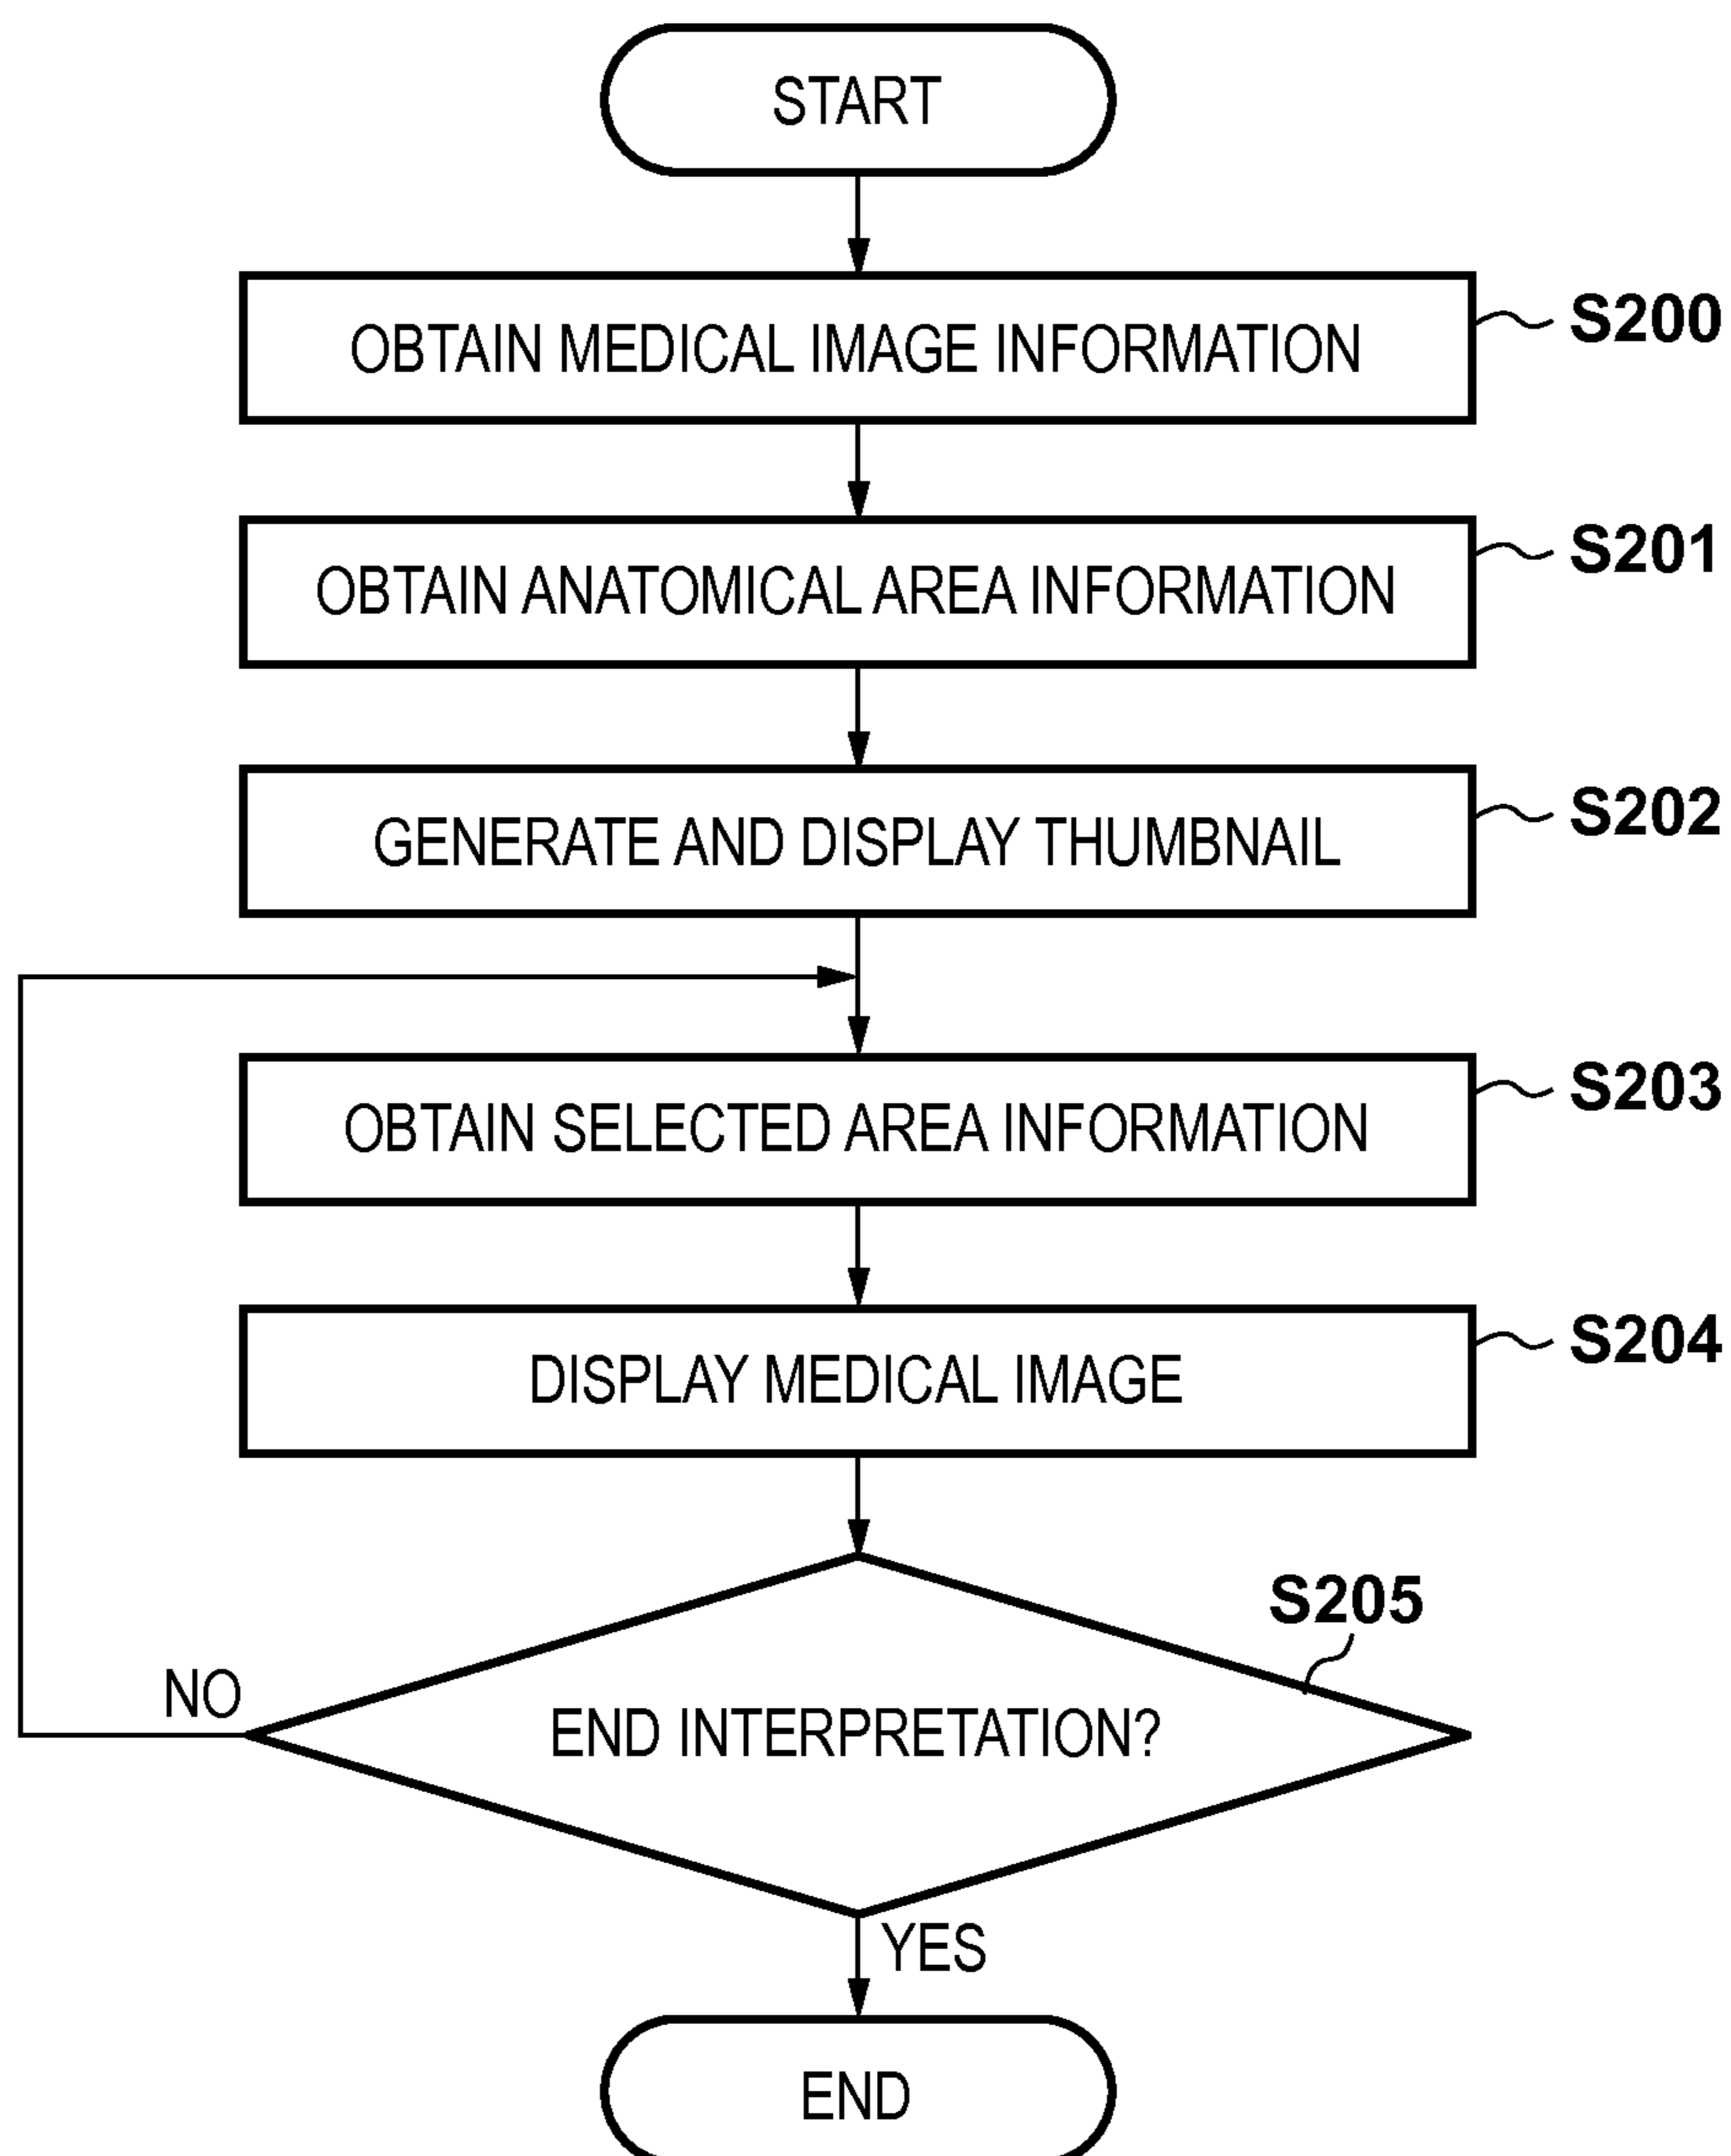 START
OBTAIN MEDICAL IMAGE INFORMATION
S200
OBTAIN ANATOMICAL AREA INFORMATION
S201
GENERATE AND DISPLAY THUMBNAIL
S202
OBTAIN SELECTED AREA INFORMATION
S203
DISPLAY MEDICAL IMAGE
S204
S205
NO
END INTERPRETATION?
YES
END